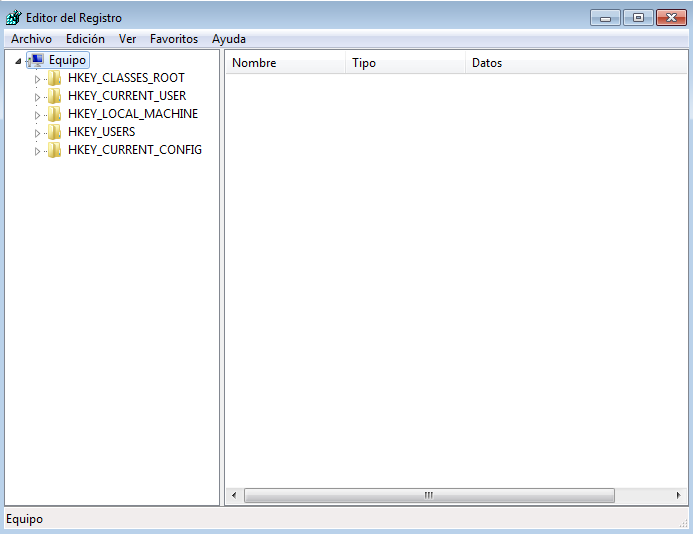 Editor del Registro
Archivo Edición Ver Favoritos Ayuda
Equipo
HKEY_CLASSES_ROOT
HKEY_CURRENT_USER
HKEY_LOCAL_MACHINE
HKEY_USERS
HKEY_CURRENT_CONFIG
Nombre Tipo Datos
Equipo